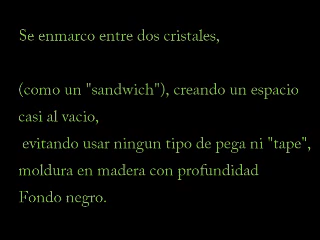 Se enmarco entre dos cristales,
(como un "sandwich"), creando un espacio
casi al vacio,
evitando usar ningun tipo de pega ni "tape",
moldura en madera con profundidad
Fondo negro.